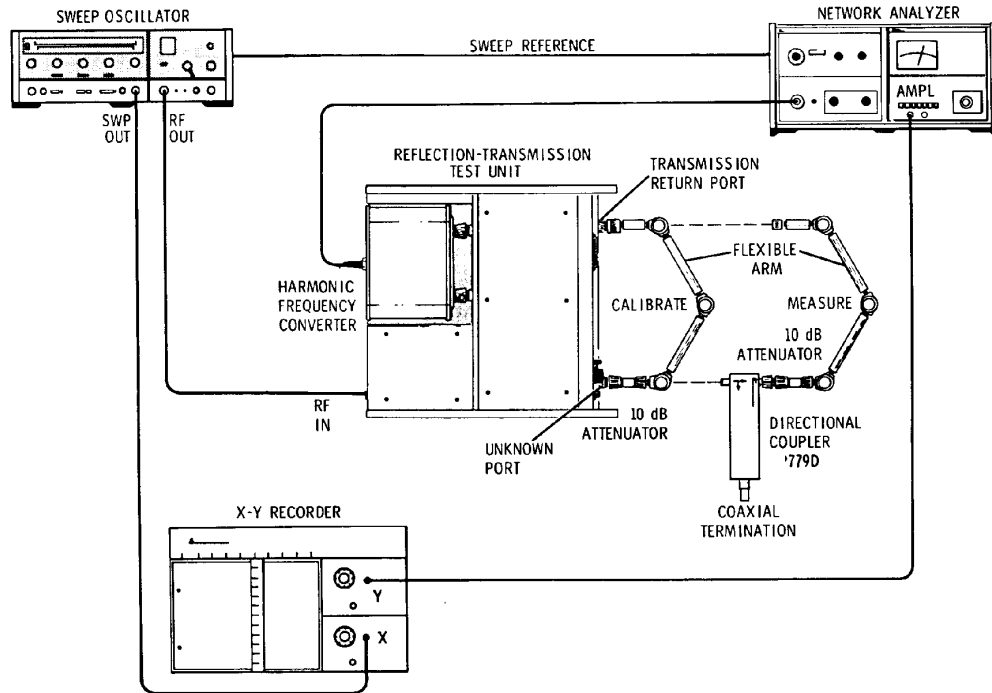 SWEEP OSCILLATOR
NETWORK ANALYZER
SWEEP REFERENCE
AMPL
SWP
OUT
RF
OUT
REFLECTION-TRANSMISSION
TEST UNIT
TRANSMISSION
RETURN PORT
HARMONIC
FREQUENCY
CONVERTER
FLEXIBLE
ARM
CALIBRATE
MEASURE
10 dB
ATTENUATOR
RF
IN
10 dB
ATTENUATOR
UNKNOWN
PORT
DIRECTIONAL
COUPLER
'779D
COAXIAL
TERMINATION
X-Y RECORDER
Y
X